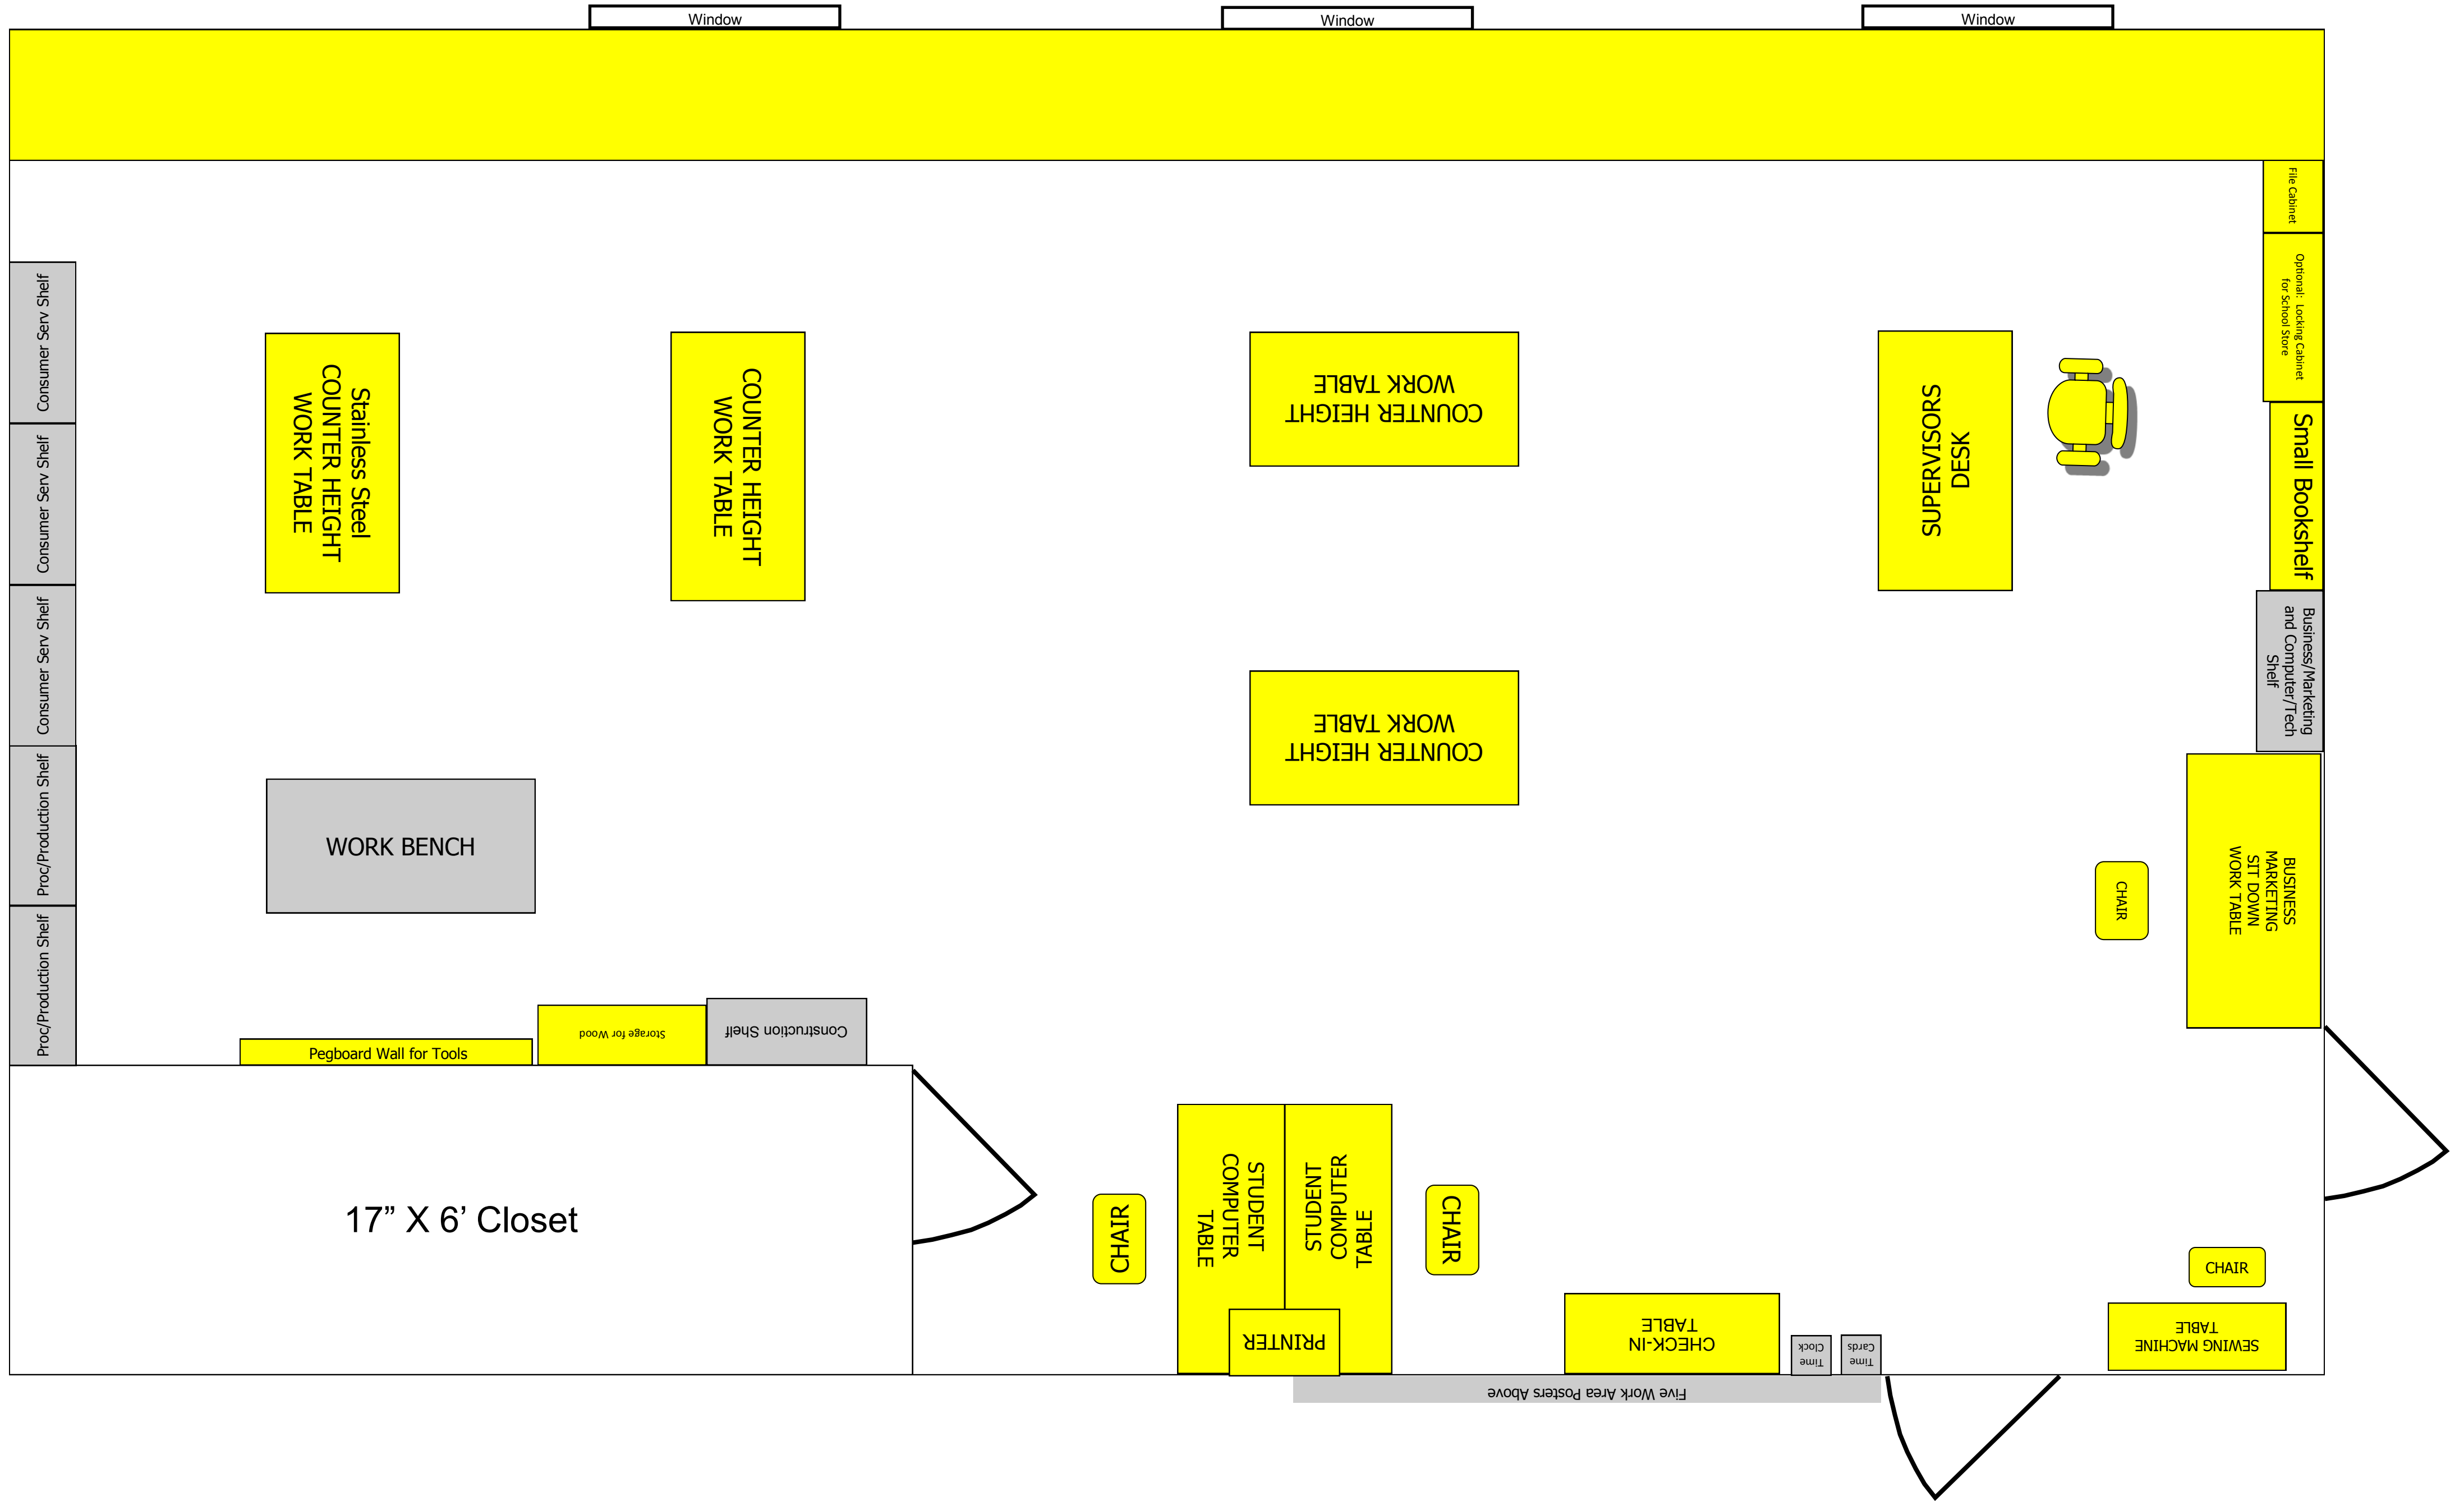 Window
Window
Window
File Cabinet
Optional: Locking Cabinet
for School Store
Small Bookshelf
Business/Marketing
and Computer/Tech
Shelf
Consumer Serv Shelf
Consumer Serv Shelf
Consumer Serv Shelf
Proc/Production Shelf
Proc/Production Shelf
Stainless Steel
COUNTER HEIGHT
WORK TABLE
COUNTER HEIGHT
WORK TABLE
COUNTER HEIGHT
WORK TABLE
SUPERVISORS
DESK
COUNTER HEIGHT
WORK TABLE
WORK BENCH
BUSINESS
MARKETING
SIT DOWN
WORK TABLE
CHAIR
Storage for Wood
Construction Shelf
Pegboard Wall for Tools
17” X 6’ Closet
CHAIR
STUDENT
COMPUTER
TABLE
STUDENT
COMPUTER
TABLE
CHAIR
PRINTER
CHECK-IN
TABLE
Time
Clock
Time
Cards
CHAIR
SEWING MACHINE
TABLE
Five Work Area Posters Above